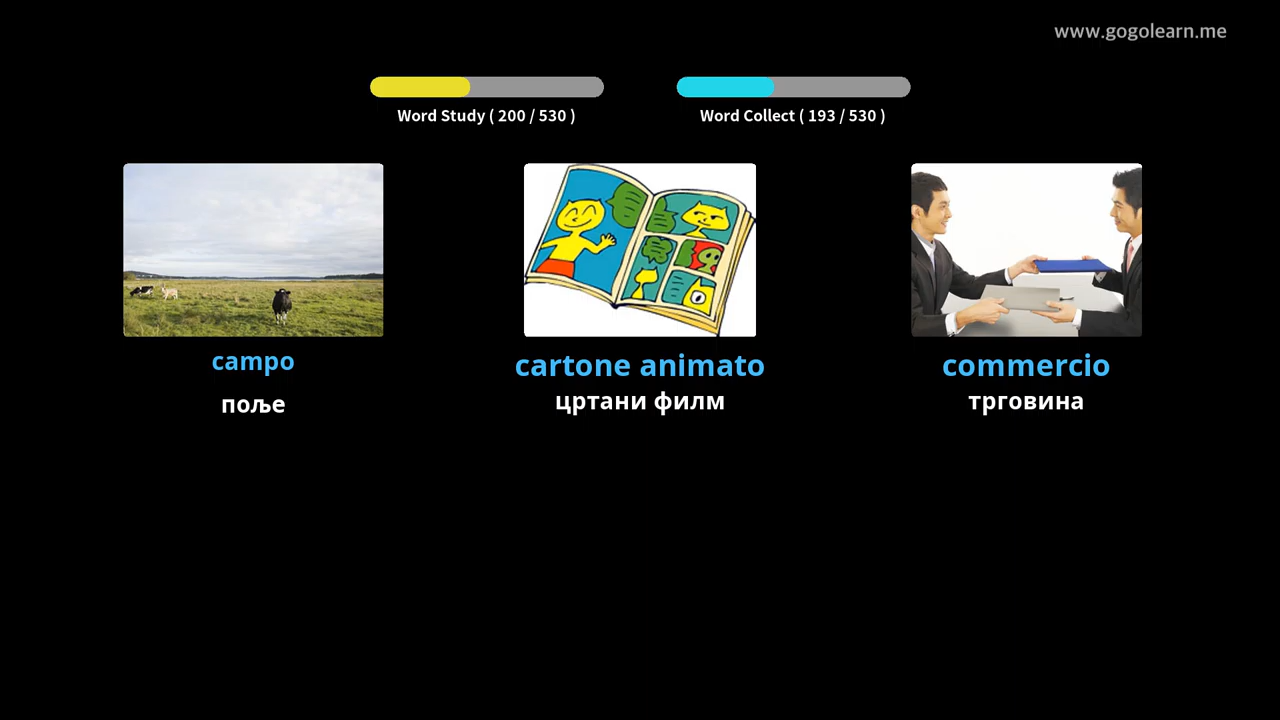 www.gogolearn.me
Word Study ( 200 / 530 )
Word Collect ( 193 / 530 )
campo
поље
cartone animato
цртани филм
commercio
трговина